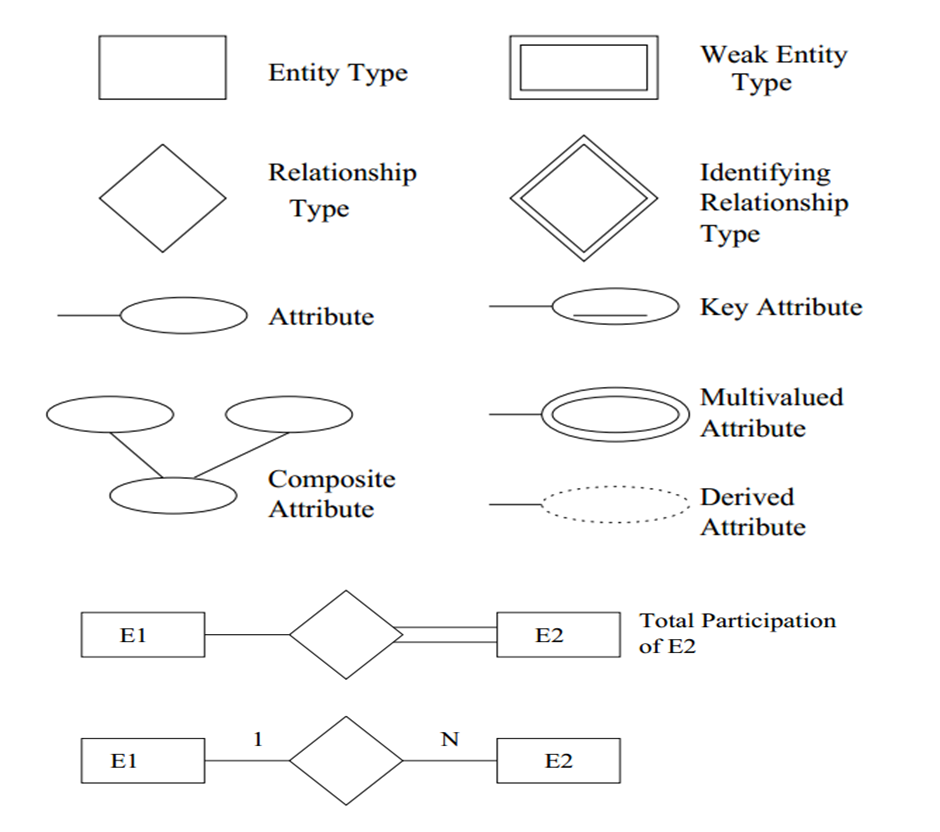 Entity Type
Weak Entity
Type
Relationship
Type
Identifying
Relationship
Type
Attribute
Key Attribute
Composite
Attribute
Multivalued
Attribute
Derived
Attribute
E1
E2
Total Participation
of E2
E1
1
N
E2